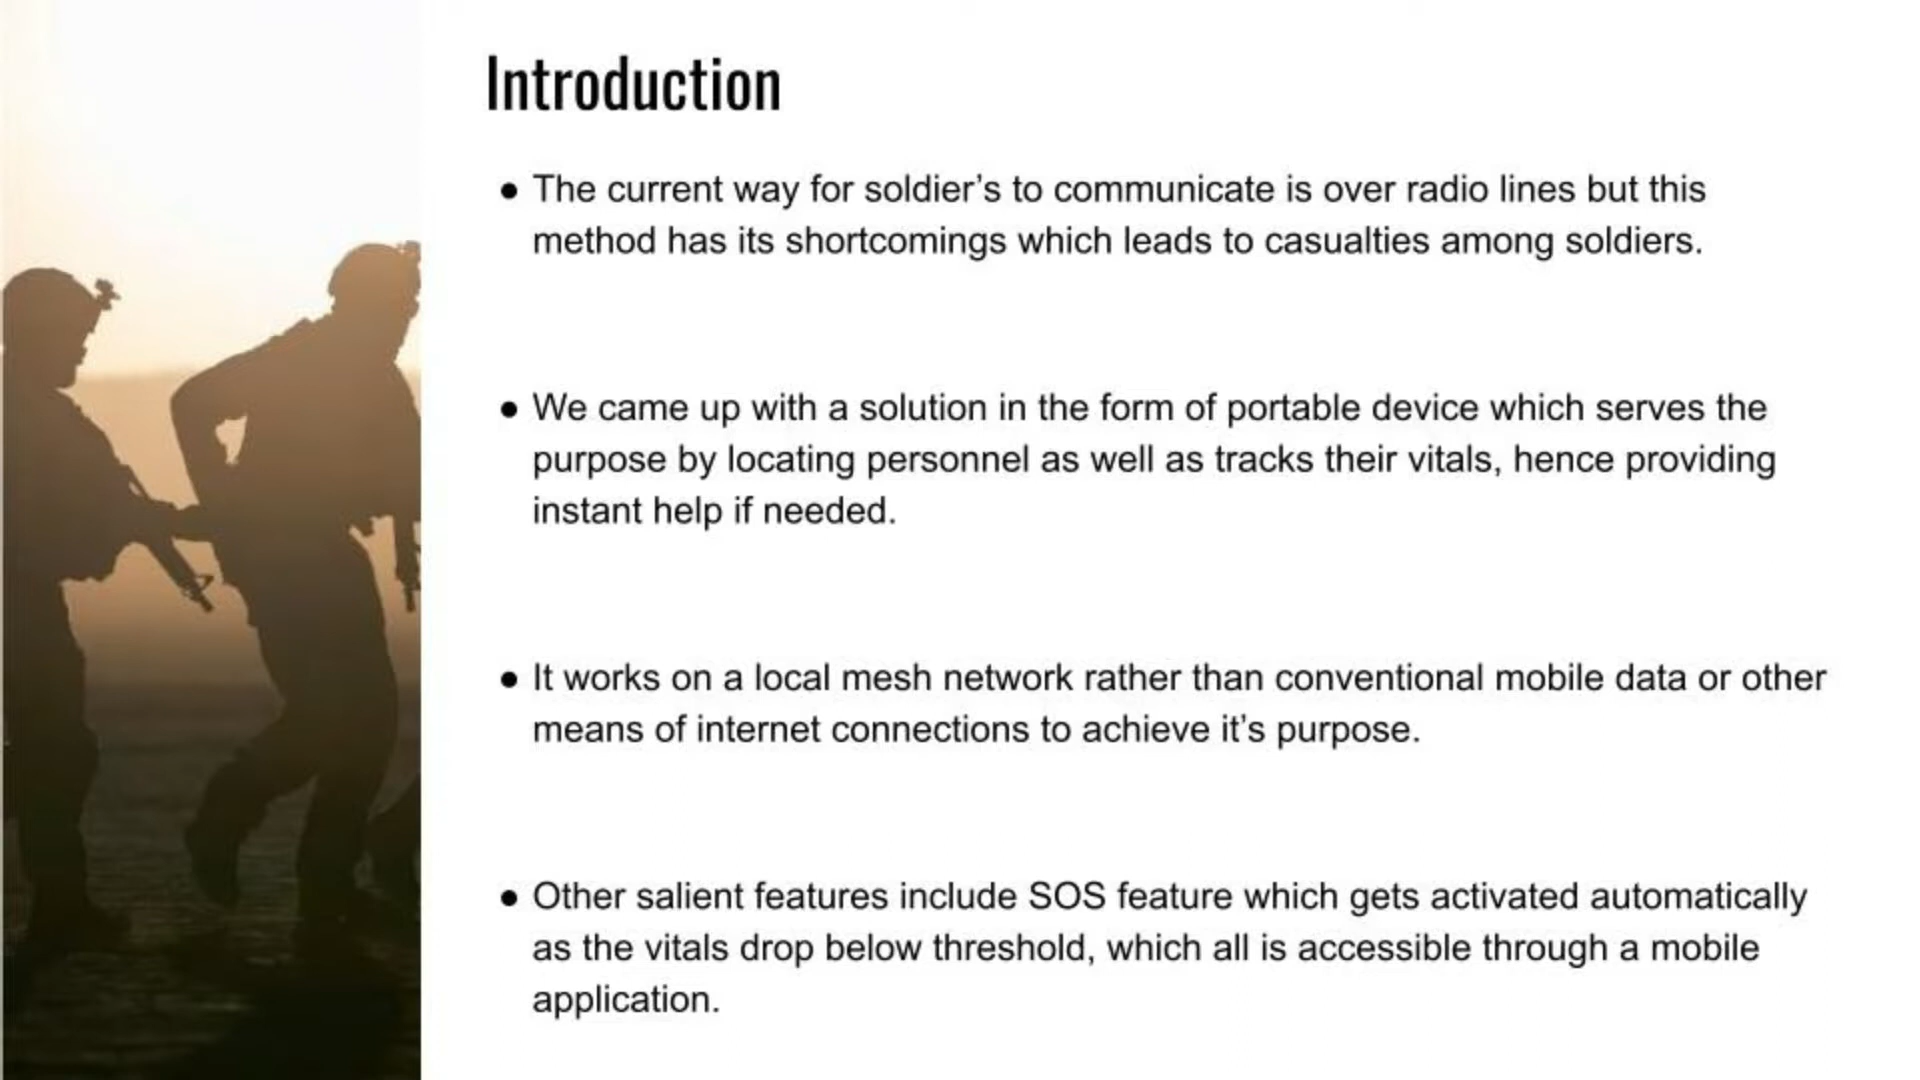 Introduction
● The current way for soldier’s to communicate is over radio lines but this
method has its shortcomings which leads to casualties among soldiers.
● We came up with a solution in the form of portable device which serves the
purpose by locating personnel as well as tracks their vitals, hence providing
instant help if needed.
● It works on a local mesh network rather than conventional mobile data or other
means of internet connections to achieve it’s purpose.
● Other salient features include SOS feature which gets activated automatically
as the vitals drop below threshold, which all is accessible through a mobile
application.